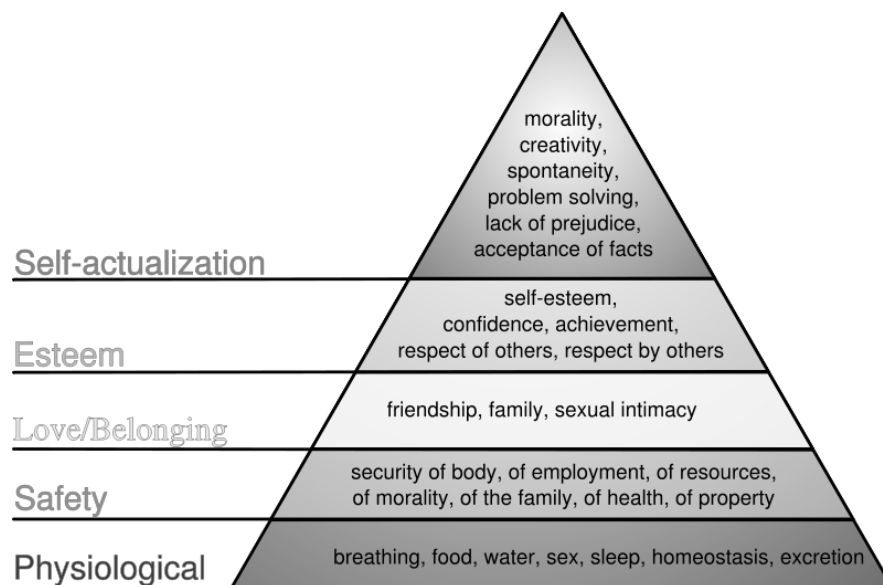 morality,
creativity,
spontaneity,
problem solving,
lack of prejudice,
acceptance of facts
Self-actualization
self-esteem,
confidence, achievement,
respect of others, respect by others
Esteem
friendship, family, sexual intimacy
Love/Belonging
security of body, of employment, of resources,
of morality, of the family, of health, of property
Safety
breathing, food, water, sex, sleep, homeostasis, excretion
Physiological